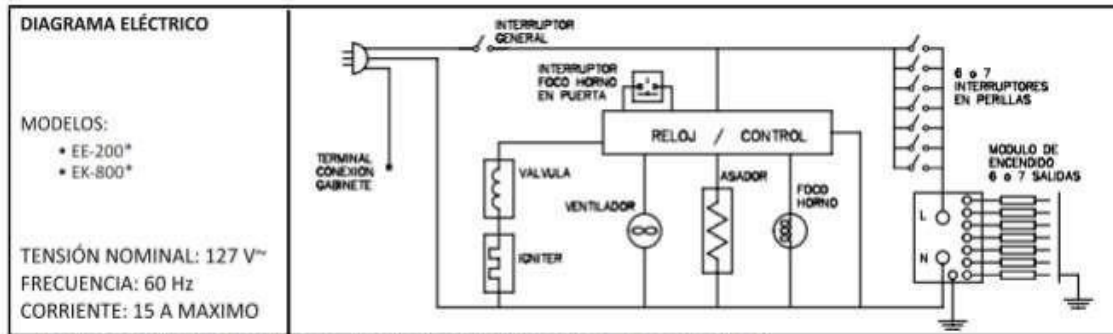 DIAGRAMA ELÉCTRICO
MODELOS:
• EE-200*
• EK-800*
TENSIÓN NOMINAL: 127 V~
FRECUENCIA: 60 Hz
CORRIENTE: 15 A MAXIMO
INTERRUPTOR
GENERAL
INTERRUPTOR
FOCO HORNO
EN PUERTA
RELOJ / CONTROL
TERMINAL
CONEXION
GABINETE
VALVULA
IGNITER
VENTILADOR
ASADOR
FOCO
HORNO
6 o 7
INTERRUPTORES
EN PERILLAS
MODULO DE
ENCENDIDO
6 o 7 SALIDAS
L
N